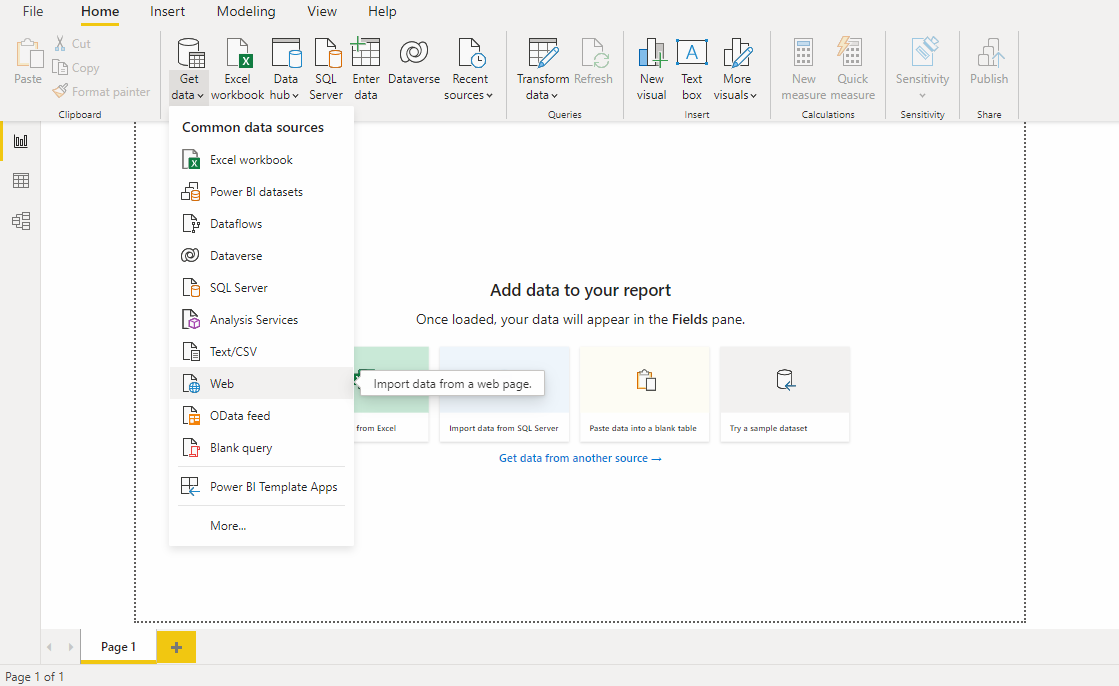 File Home Insert Modeling View Help
Paste
Cut
Copy
Format painter
Clipboard
Get data
Excel workbook
Data hub
SQL Server
Enter data
Dataverse
Recent sources
Transform data
Refresh
Queries
New visual
Text box
More visuals
Insert
New measure
Quick measure
Calculations
Sensitivity
Sensitivity
Publish
Share
Common data sources
Excel workbook
Power BI datasets
Dataflows
Dataverse
SQL Server
Analysis Services
Text/CSV
Web
OData feed
Blank query
Power BI Template Apps
More...
Import data from a web page.
Add data to your report
Once loaded, your data will appear in the Fields pane.
from Excel
Import data from SQL Server
Paste data into a blank table
Try a sample dataset
Get data from another source →
Page 1
Page 1 of 1